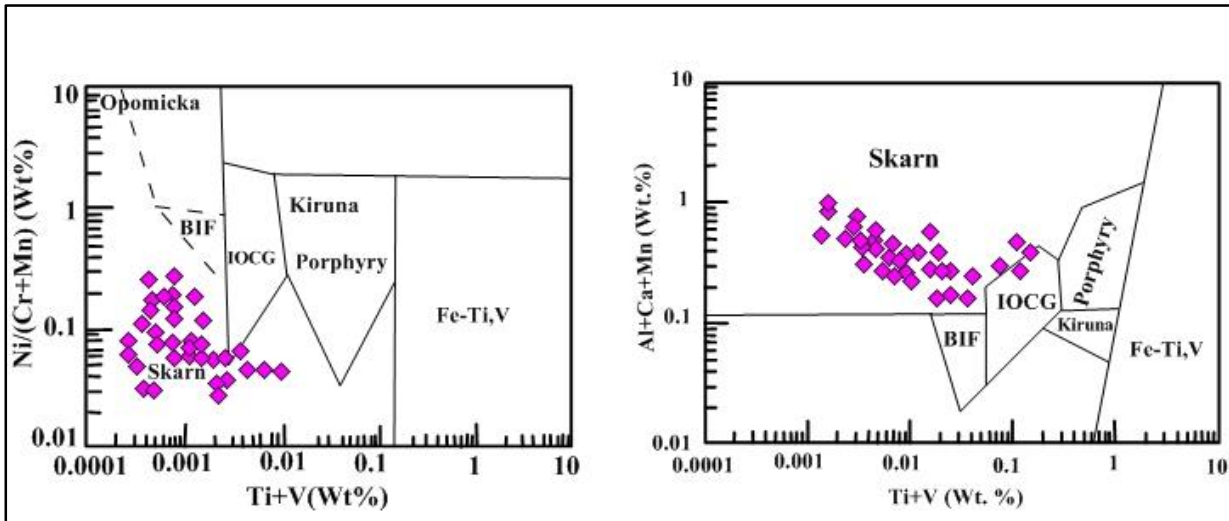 10
Opomicka
1
BIF
IOCG
Kiruna
Porphyry
0.1
Skarn
Fe-Ti,V
0.01
0.0001
0.001
0.01
0.1
1
10
Ni/(Cr+Mn) (Wt%)
Ti+V(Wt%)
10
Skarn
1
Porphyry
IOCG
0.1
BIF
Kiruna
Fe-Ti,V
0.01
0.0001
0.001
0.01
0.1
1
10
Al+Ca+Mn (Wt.%)
Ti+V (Wt. %)